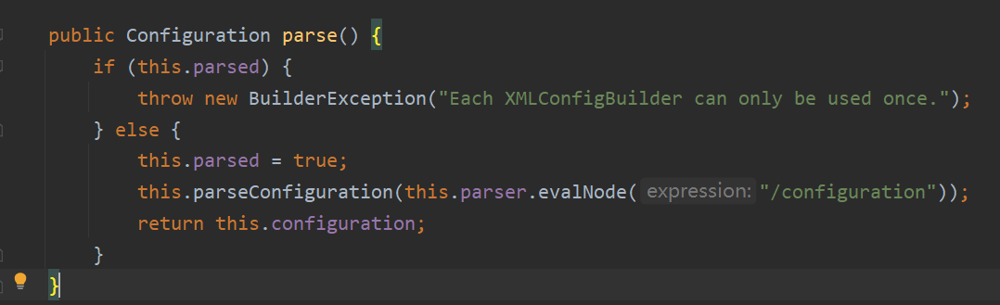 public Configuration parse() {
    if (this.parsed) {
        throw new BuilderException("Each XMLConfigBuilder can only be used once.");
    } else {
        this.parsed = true;
        this.parseConfiguration(this.parser.evalNode( expression: "/configuration"));
        return this.configuration;
    }
}